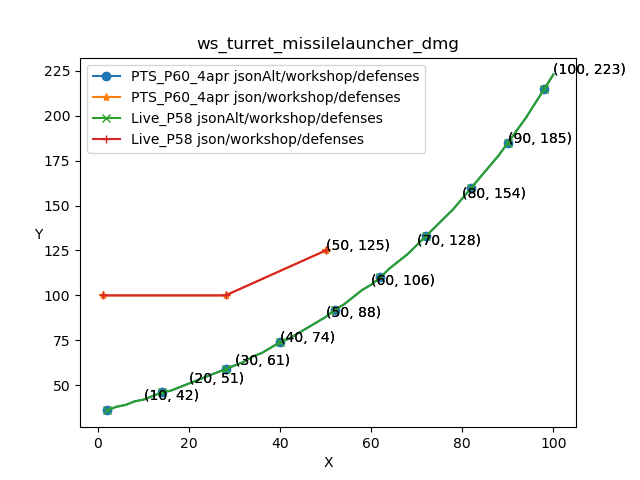 ws_turret_missilelauncher_dmg
PTS_P60_4apr jsonAlt/workshop/defenses
PTS_P60_4apr json/workshop/defenses
Live_P58 jsonAlt/workshop/defenses
Live_P58 json/workshop/defenses
(100, 223)
(90, 185)
(80, 154)
(70, 128)
(60, 106)
(50, 125)
(50, 88)
(40, 74)
(30, 61)
(20, 51)
(10, 42)
225
200
175
150
125
100
75
50
Y
0 20 40 60 80 100
X